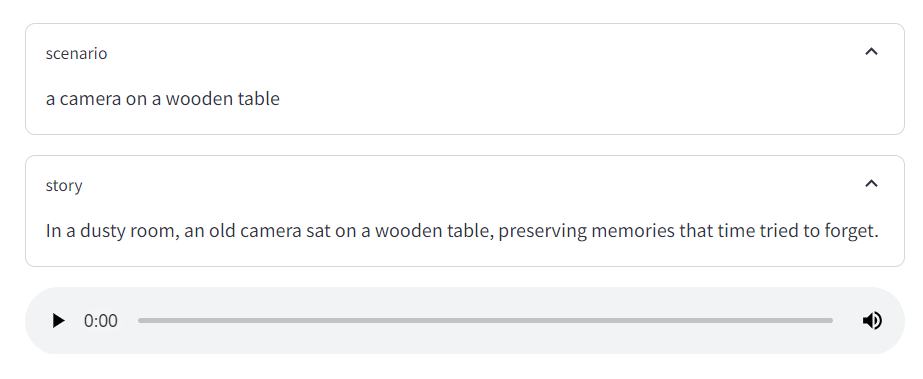 scenario
a camera on a wooden table
story
In a dusty room, an old camera sat on a wooden table, preserving memories that time tried to forget.
0:00